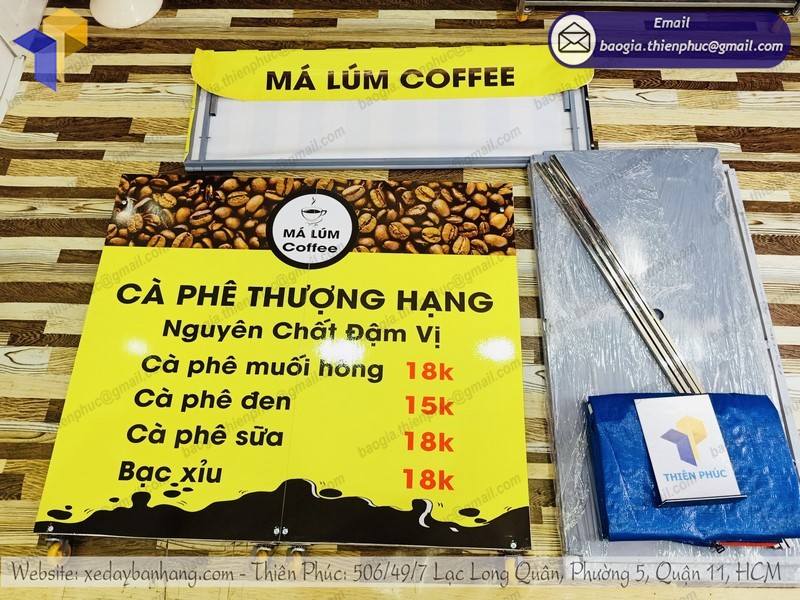 Email
baogia.thienphuc@gmail.com
MÁ LÚM COFFEE
MÁ LÚM
Coffee
CÀ PHÊ THƯỢNG HẠNG
Nguyên Chất Đậm Vị
Cà phê muối hồng 18k
Cà phê đen 15k
Cà phê sữa 18k
Bạc xỉu 18k
THIÊN PHÚC
Website: xedaybanhang.com - Thiên Phúc: 506/49/7 Lạc Long Quân, Phường 5, Quận 11, HCM